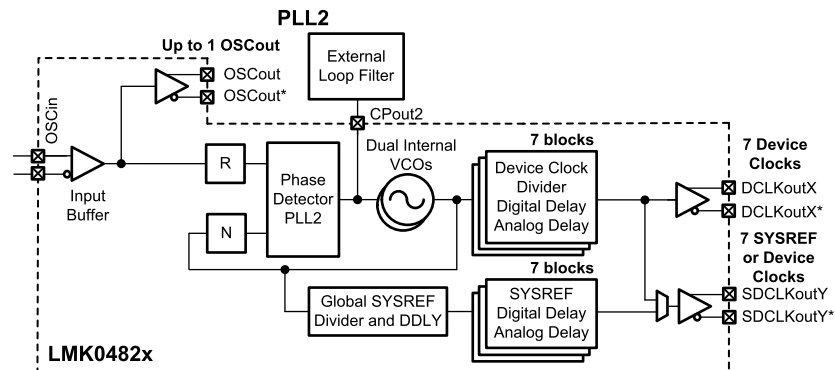 PLL2
Up to 1 OSCout
External
Loop Filter
OSCout
OSCout*
CPout2
OSCin
Input
Buffer
R
N
Phase
Detector
PLL2
Dual Internal
VCOs
7 blocks
Device Clock
Divider
Digital Delay
Analog Delay
7 Device
Clocks
DCLKoutX
DCLKoutX*
7 SYSREF
or Device
Clocks
7 blocks
Global SYSREF
Divider and DDLY
SYSREF
Digital Delay
Analog Delay
SDCLKoutY
SDCLKoutY*
LMK0482x